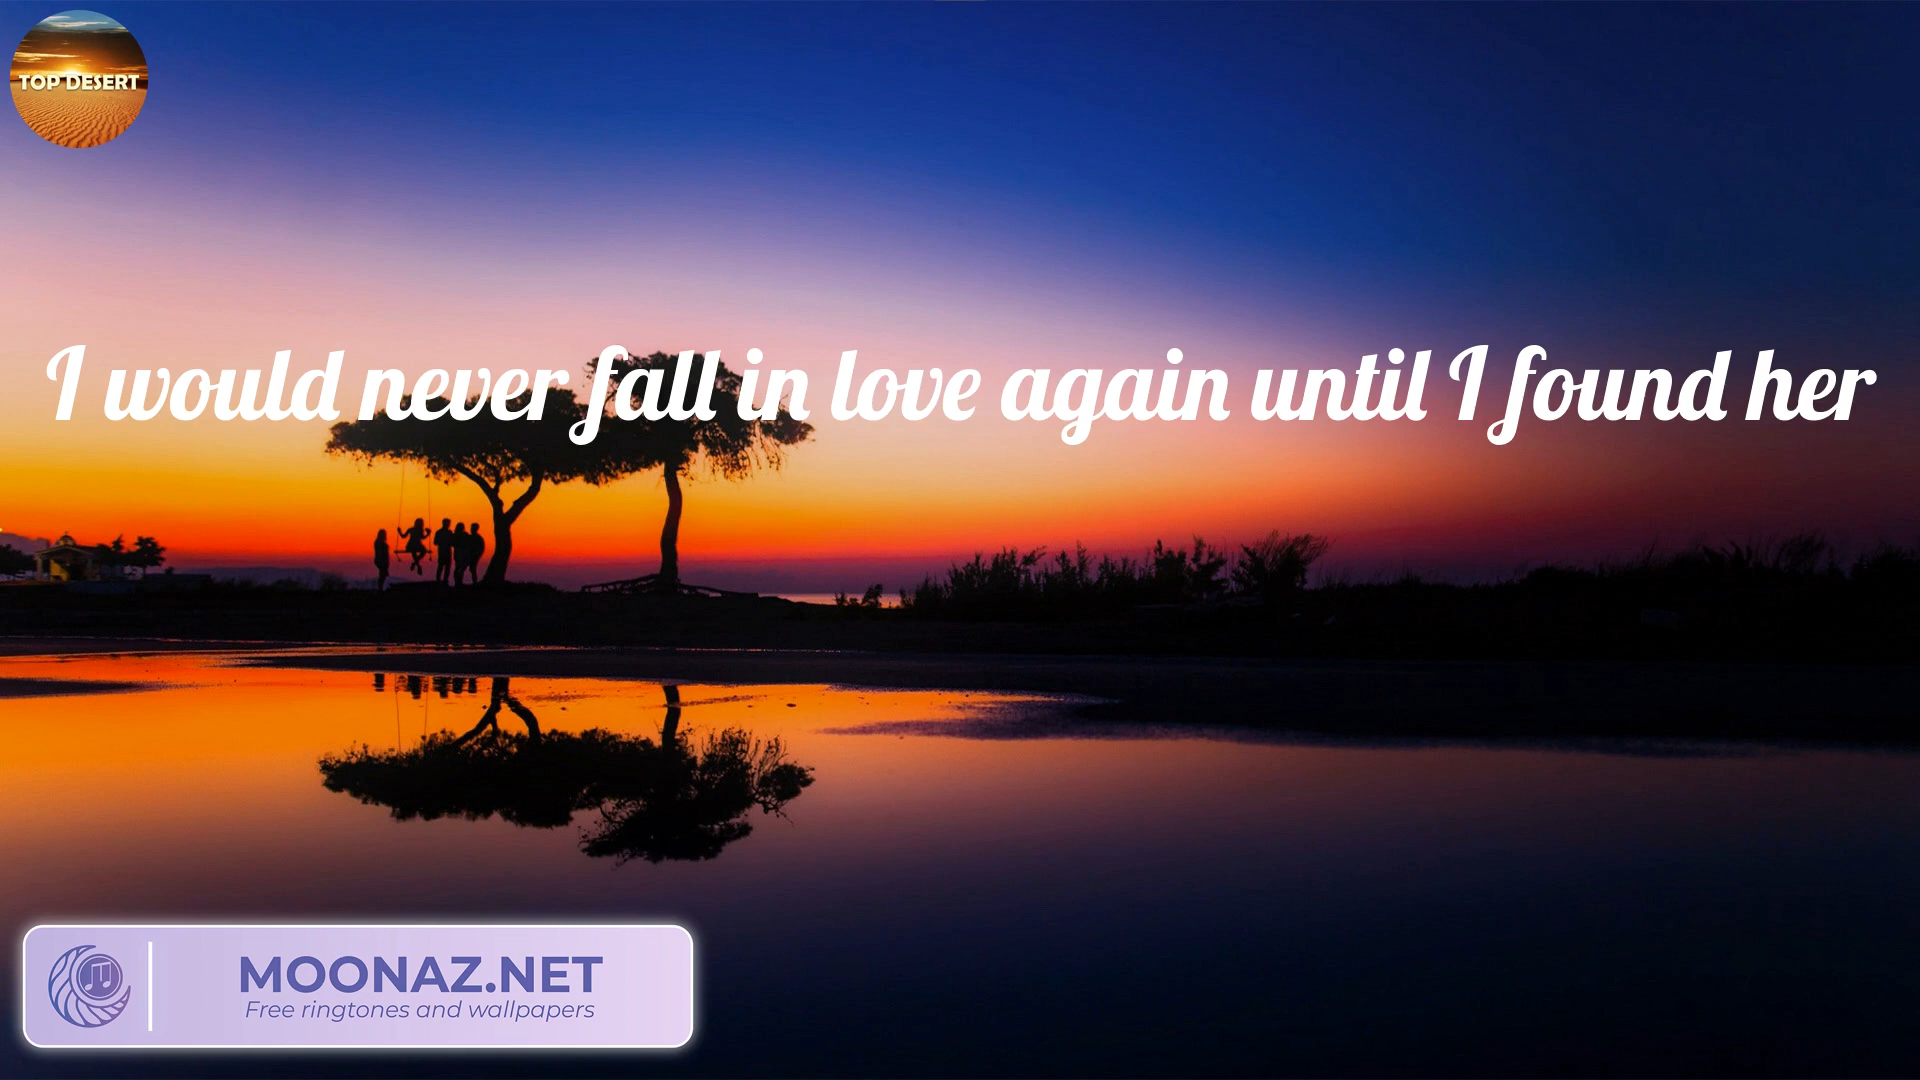 TOP DESERT
I would never fall in love again until I found her
MOONAZ.NET
Free ringtones and wallpapers